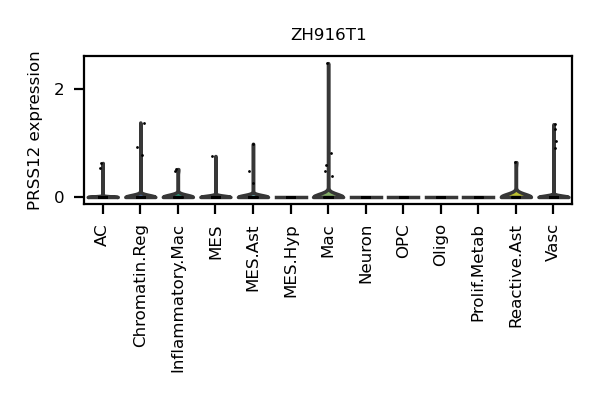 ZH916T1
PRSS12 expression
2
0
AC
Chromatin.Reg
Inflammatory.Mac
MES
MES.Ast
MES.Hyp
Mac
Neuron
OPC
Oligo
Prolif.Metab
Reactive.Ast
Vasc